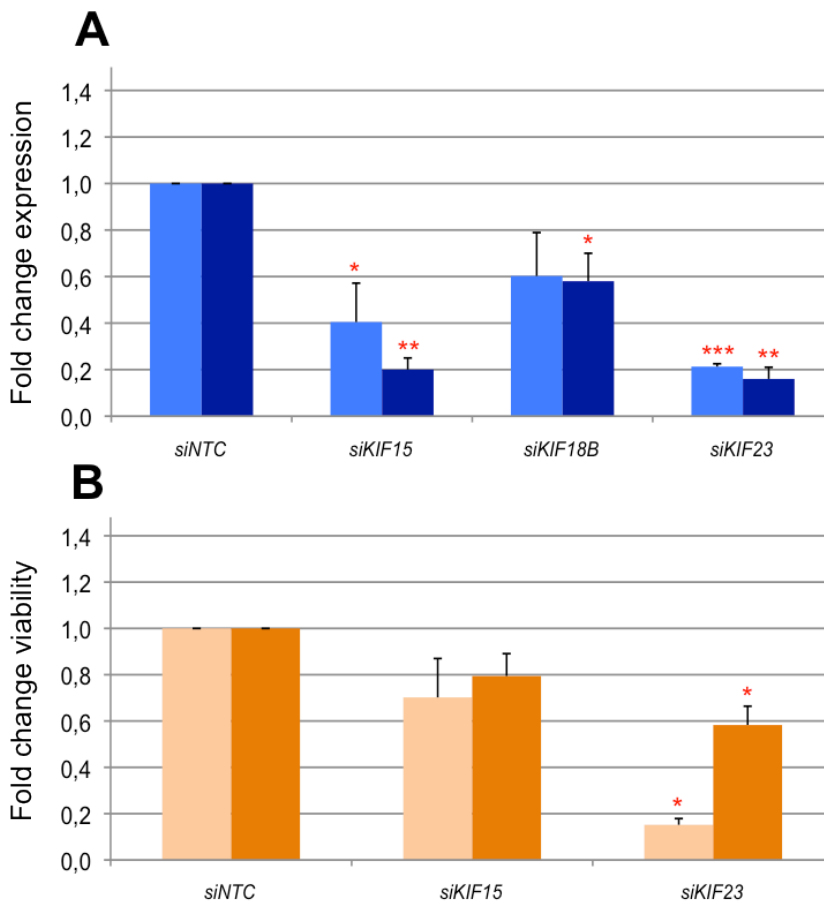 A
Fold change expression
1,4
1,2
1,0
0,8
0,6
0,4
0,2
0,0
*
**
*
***
**
siNTC
siKIF15
siKIF18B
siKIF23
B
Fold change viability
1,4
1,2
1,0
0,8
0,6
0,4
0,2
0,0
*
*
siNTC
siKIF15
siKIF23